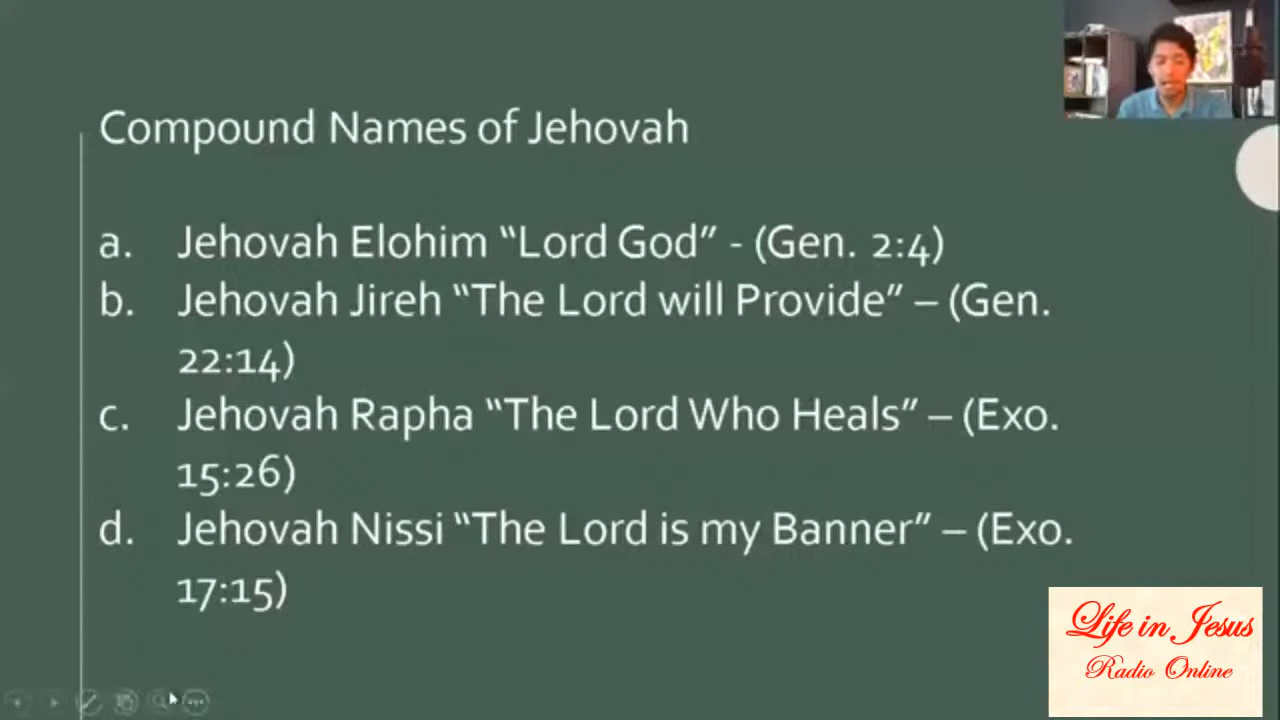 Compound Names of Jehovah
a. Jehovah Elohim “Lord God” - (Gen. 2:4)
b. Jehovah Jireh “The Lord will Provide” – (Gen.
22:14)
c. Jehovah Rapha “The Lord Who Heals” – (Exo.
15:26)
d. Jehovah Nissi “The Lord is my Banner” – (Exo.
17:15)
Life in Jesus
Radio Online